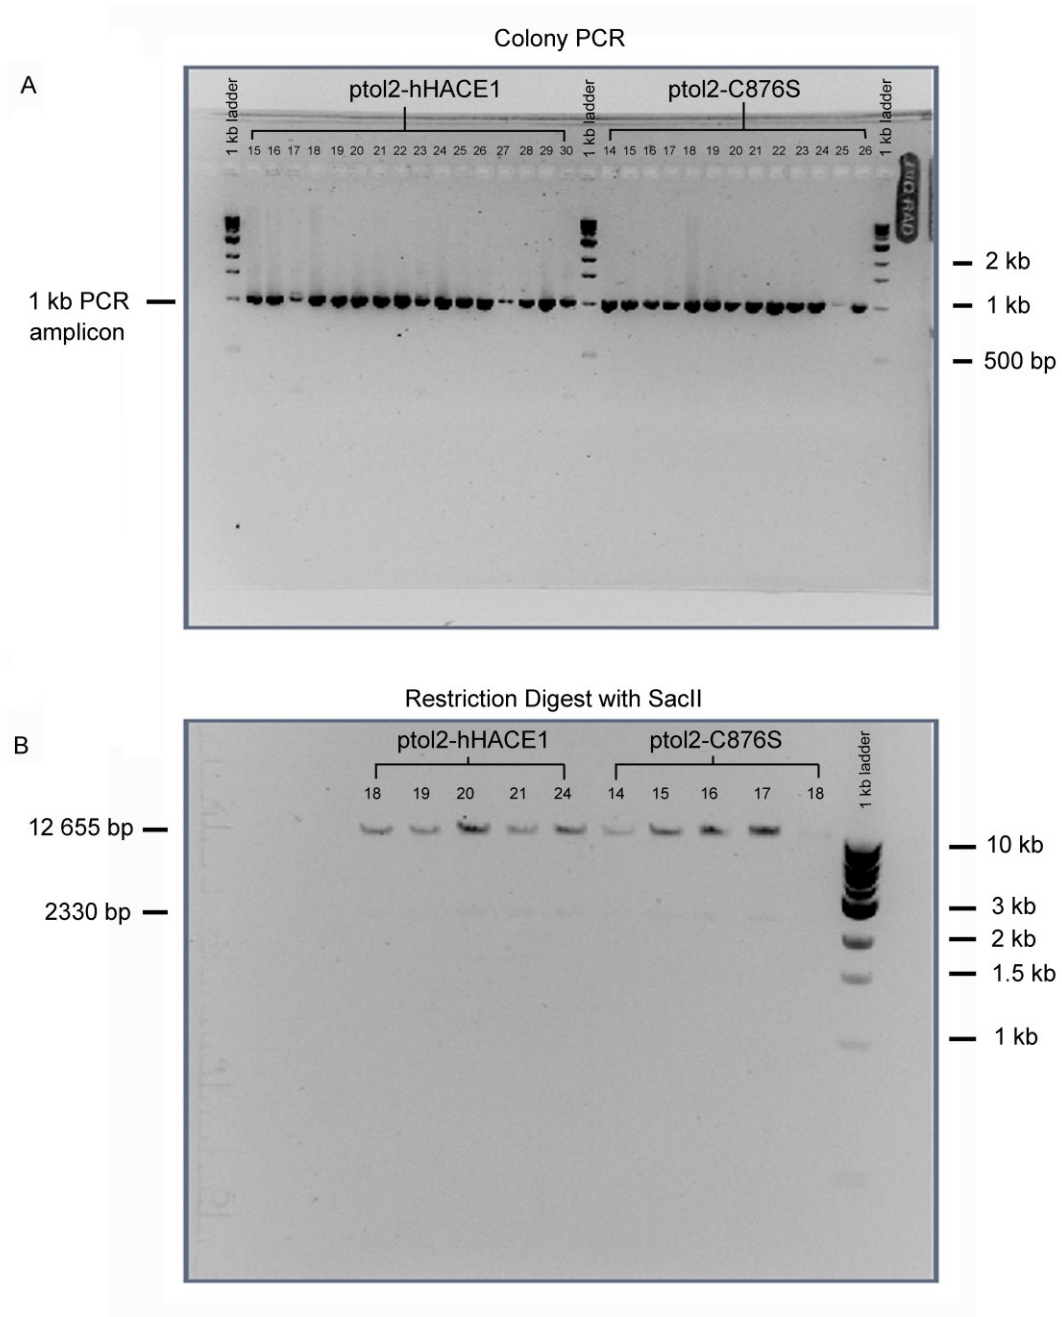 Colony PCR
A
1 kb ladder
ptol2-hHACE1
1 kb ladder
ptol2-C876S
1 kb ladder
15 16 17 18 19 20 21 22 23 24 25 26 27 28 29 30
14 15 16 17 18 19 20 21 22 23 24 25 26
BIO RAD
2 kb
1 kb PCR
amplicon
1 kb
500 bp
Restriction Digest with SacII
B
ptol2-hHACE1
ptol2-C876S
1 kb ladder
18 19 20 21 24 14 15 16 17 18
12 655 bp
10 kb
2330 bp
3 kb
2 kb
1.5 kb
1 kb